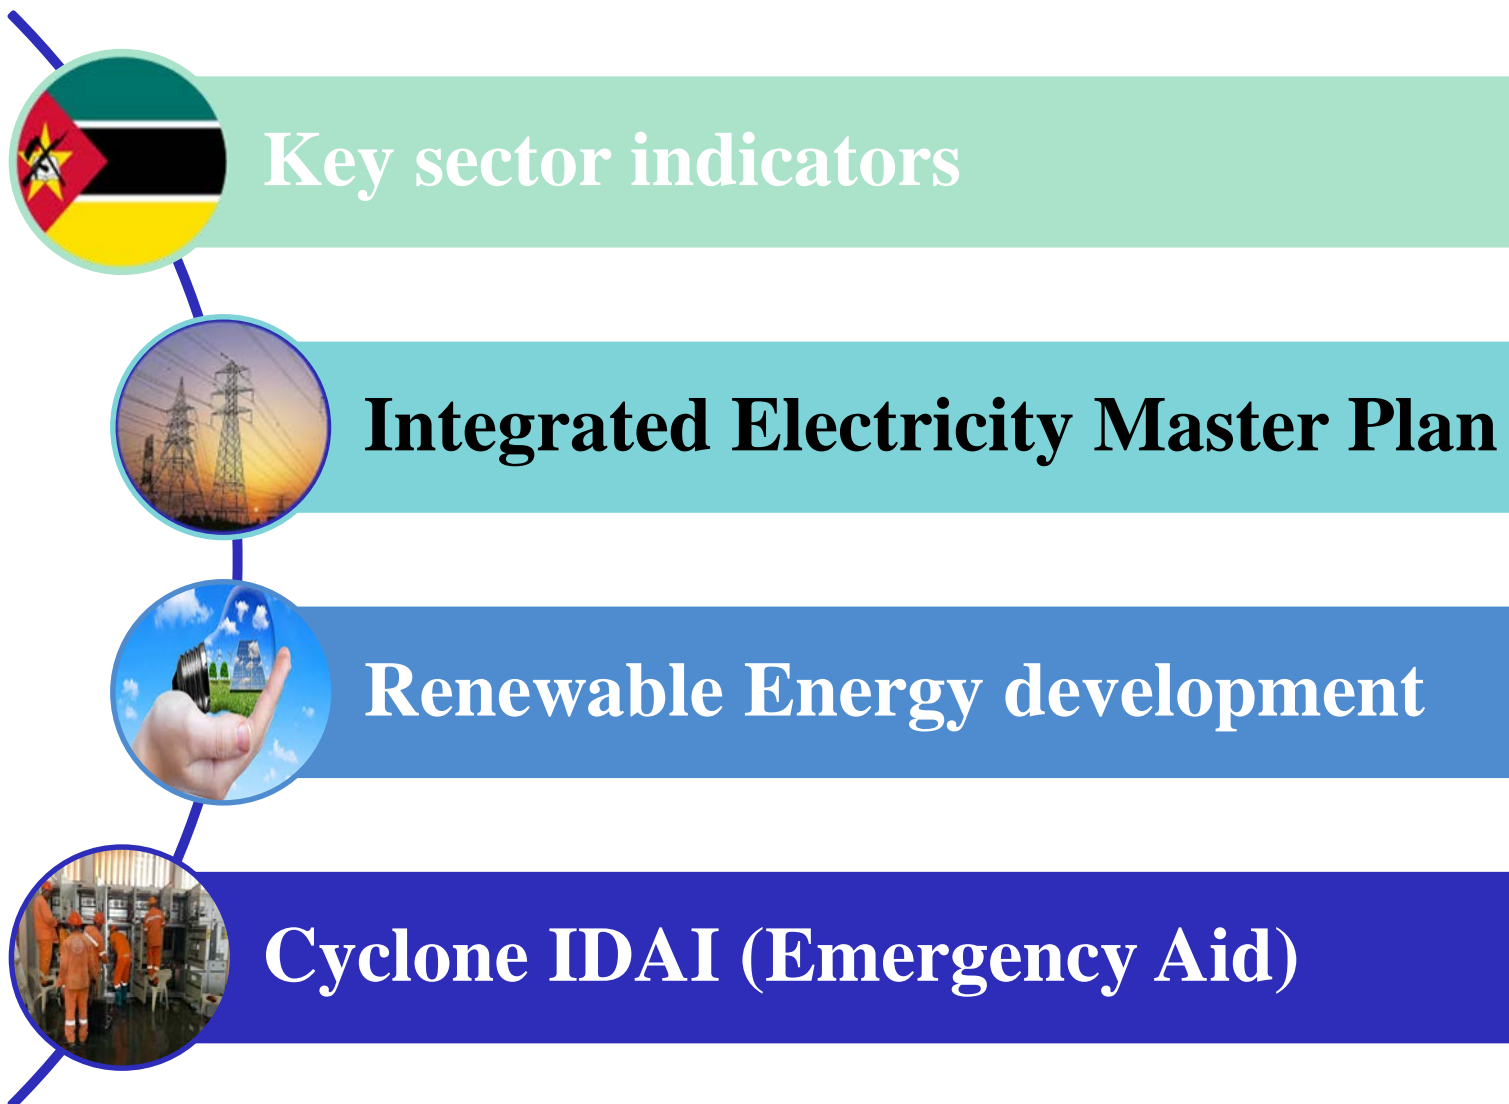 Key sector indicators
Integrated Electricity Master Plan
Renewable Energy development
Cyclone IDAI (Emergency Aid)